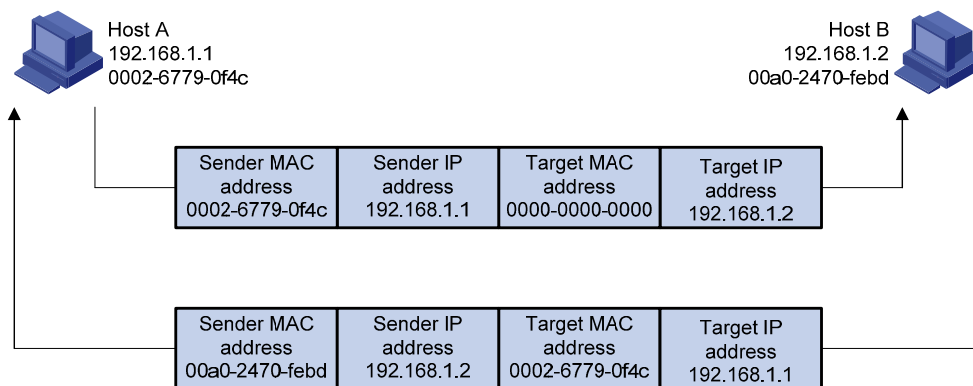 Host A
192.168.1.1
0002-6779-0f4c
Host B
192.168.1.2
00a0-2470-febd
Sender MAC
address
0002-6779-0f4c
Sender IP
address
192.168.1.1
Target MAC
address
0000-0000-0000
Target IP
address
192.168.1.2
Sender MAC
address
00a0-2470-febd
Sender IP
address
192.168.1.2
Target MAC
address
0002-6779-0f4c
Target IP
address
192.168.1.1